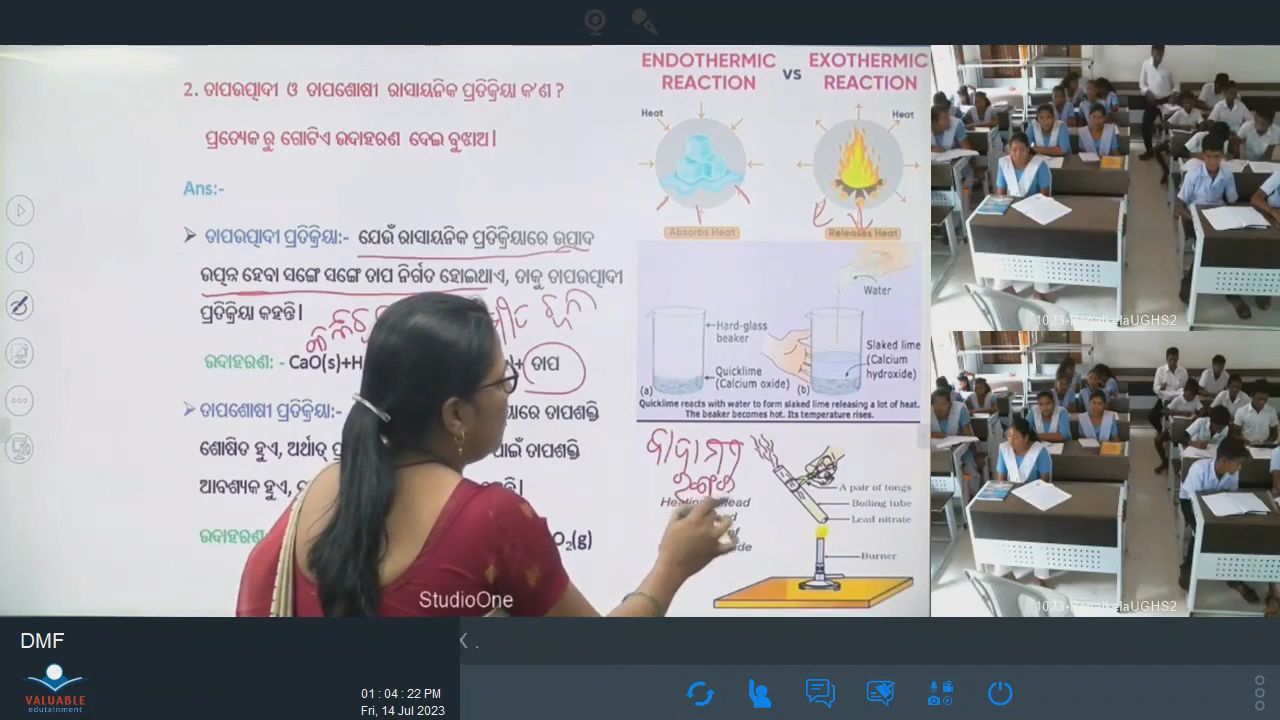 2. ତାପଉତ୍ପାଦୀ ଓ ତାପଶୋଷୀ ରାସାୟନିକ ପ୍ରତିକ୍ରିୟା କ'ଣ ?
ପ୍ରତ୍ୟେକ ରୁ ଗୋଟିଏ ଉଦାହରଣ ଦେଇ ବୁଝାଅ ।
Ans:-
➤ ତାପଉତ୍ପାଦୀ ପ୍ରତିକ୍ରିୟା:- ଯେଉଁ ରାସାୟନିକ ପ୍ରତିକ୍ରିୟାରେ ଉତ୍ପାଦ
ଉତ୍ପନ୍ନ ହେବା ସଙ୍ଗେ ସଙ୍ଗେ ତାପ ନିର୍ଗତ ହୋଇଥାଏ, ତାକୁ ତାପଉତ୍ପାଦୀ
ପ୍ରତିକ୍ରିୟା କହନ୍ତି ।
ଉଦାହରଣ: - CaO(s)+H + ତାପ
➤ ତାପଶୋଷୀ ପ୍ରତିକ୍ରିୟା:- ୟାରେ ତାପଶକ୍ତି
ଶୋଷିତ ହୁଏ, ଅର୍ଥାତ୍ ପାଇଁ ତାପଶକ୍ତି
ଆବଶ୍ୟକ ହୁଏ,
O₂(g)
ENDOTHERMIC REACTION VS EXOTHERMIC REACTION
Heat
Heat
Absorbs Heat
Releases Heat
Water
Hard-glass
beaker
Quicklime
(Calcium oxide)
Slaked lime
(Calcium
hydroxide)
(a)
(b)
Quicklime reacts with water to form slaked lime releasing a lot of heat.
The beaker becomes hot. Its temperature rises.
ବାଦାମୀ
A pair of tongs
Boiling tube
Lead nitrate
Burner
StudioOne
UGHS2
UGHS2
DMF
VALUABLE
edutainment
01 : 04 : 22 PM
Fri, 14 Jul 2023